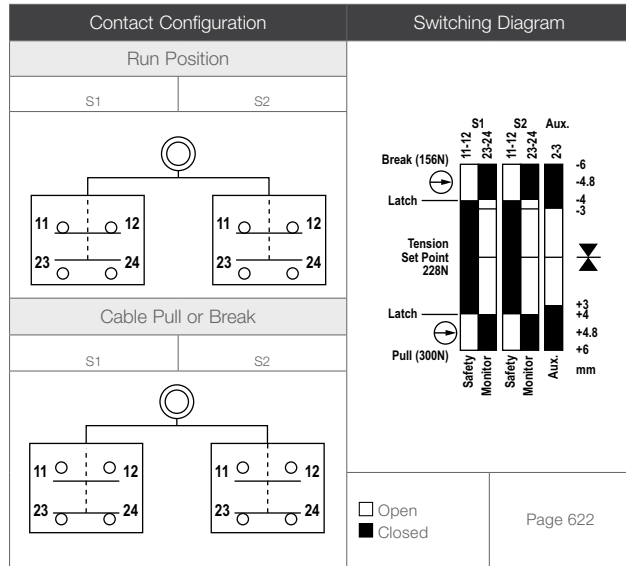 Contact Configuration
Run Position
S1 S2
11 12 11 12
23 24 23 24
Cable Pull or Break
S1 S2
11 12 11 12
23 24 23 24
Switching Diagram
S1 S2 Aux.
11-12 23-24 11-12 23-24 2-3
Break (156N)
-6
-4.8
Latch
-4
-3
Tension
Set Point
228N
+3
Latch
+4
+4.8
Pull (300N)
+6
Safety Monitor Safety Monitor Aux. mm
Open
Closed
Page 622